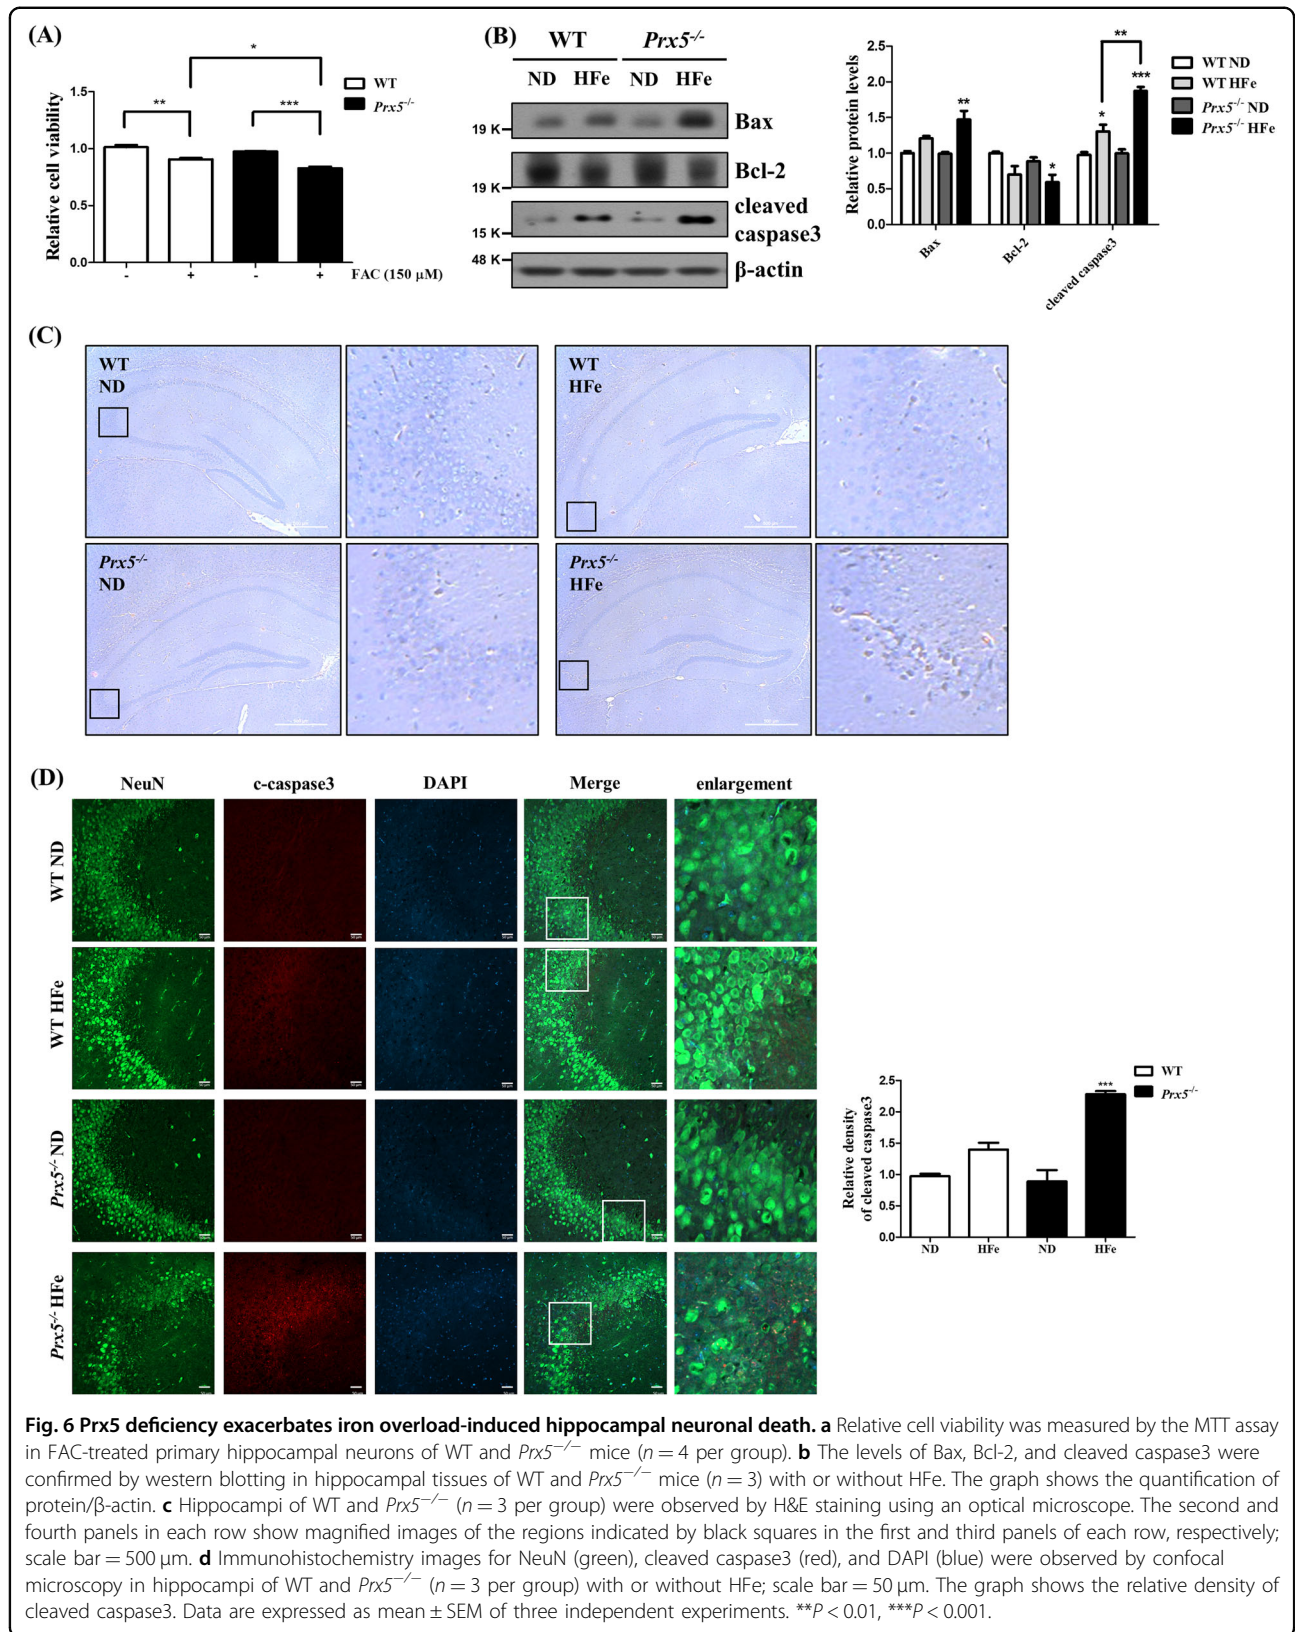 (A)
*
**
***
WT
Prx5-/-
Relative cell viability
1.5
1.0
0.5
0.0
- + - + FAC (150 µM)
(B)
WT Prx5-/-
ND HFe ND HFe
19 K Bax
19 K Bcl-2
15 K cleaved caspase3
48 K β-actin
Relative protein levels
2.5
2.0
1.5
1.0
0.5
0.0
**
*
*
**
***
WT ND
WT HFe
Prx5-/- ND
Prx5-/- HFe
Bax
Bcl-2
cleaved caspase3
(C)
WT
ND
WT
HFe
Prx5-/-
ND
Prx5-/-
HFe
(D)
NeuN c-caspase3 DAPI Merge enlargement
WT ND
WT HFe
Prx5-/- ND
Prx5-/- HFe
WT
Prx5-/-
Relative density
of cleaved caspase3
2.5
2.0
1.5
1.0
0.5
0.0
***
ND HFe ND HFe
Fig. 6 Prx5 deficiency exacerbates iron overload-induced hippocampal neuronal death. a Relative cell viability was measured by the MTT assay
in FAC-treated primary hippocampal neurons of WT and Prx5−/− mice (n = 4 per group). b The levels of Bax, Bcl-2, and cleaved caspase3 were
confirmed by western blotting in hippocampal tissues of WT and Prx5−/− mice (n = 3) with or without HFe. The graph shows the quantification of
protein/β-actin. c Hippocampi of WT and Prx5−/− (n = 3 per group) were observed by H&E staining using an optical microscope. The second and
fourth panels in each row show magnified images of the regions indicated by black squares in the first and third panels of each row, respectively;
scale bar = 500 µm. d Immunohistochemistry images for NeuN (green), cleaved caspase3 (red), and DAPI (blue) were observed by confocal
microscopy in hippocampi of WT and Prx5−/− (n = 3 per group) with or without HFe; scale bar = 50 µm. The graph shows the relative density of
cleaved caspase3. Data are expressed as mean ± SEM of three independent experiments. **P < 0.01, ***P < 0.001.